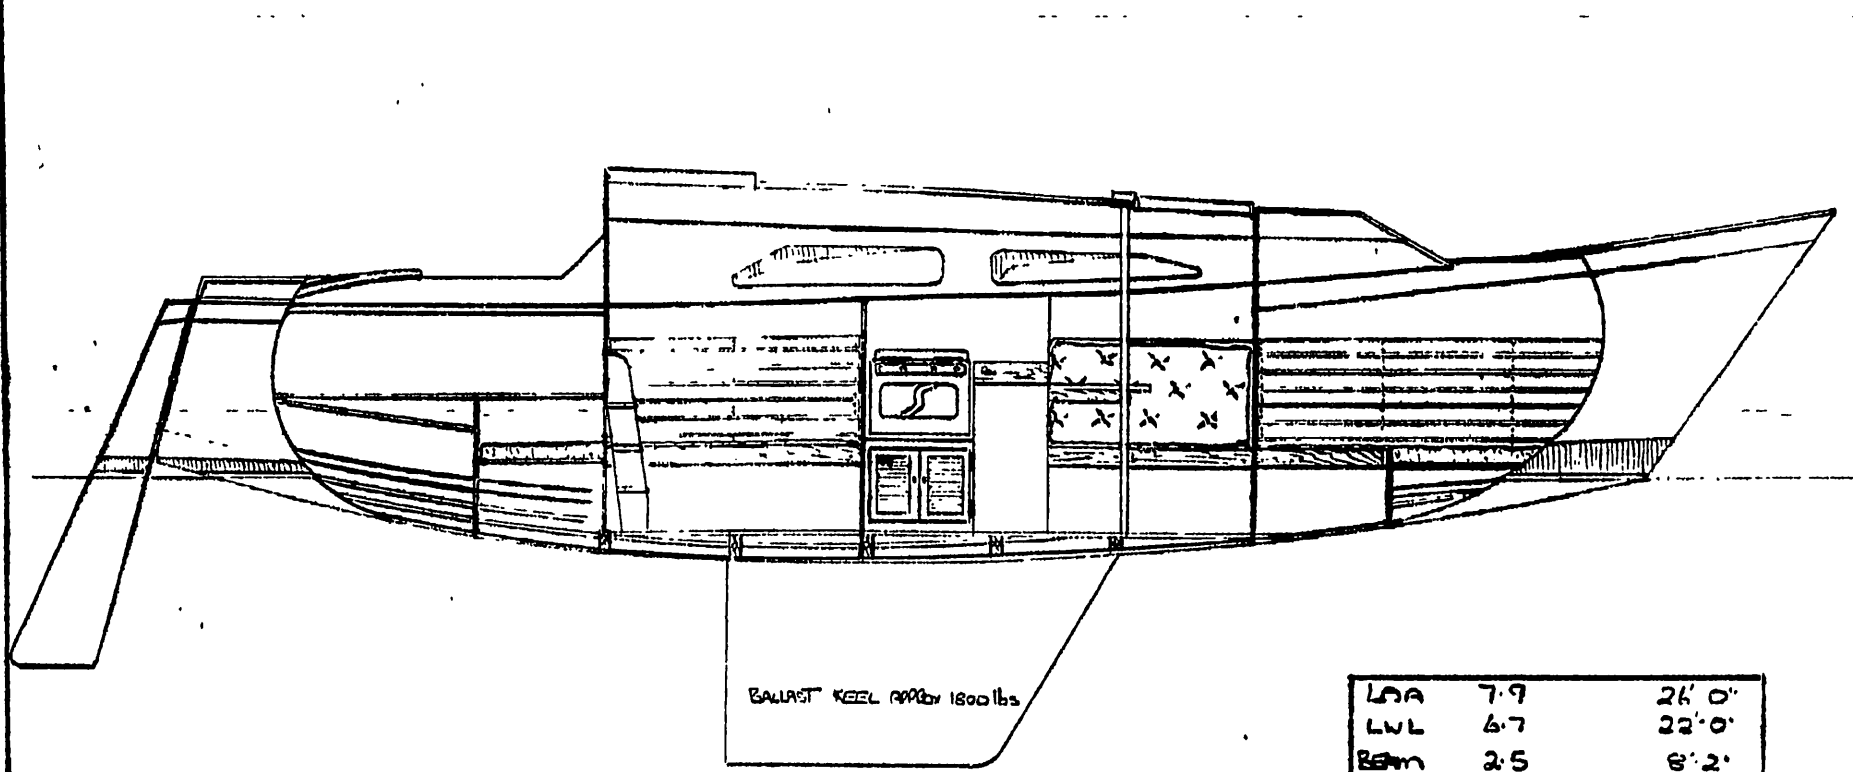 BALLAST KEEL APPROX 1800 lbs
LOA 7.9 26' 0"
LWL 6.7 22'·0"
BEAM 2.5 8'·2"